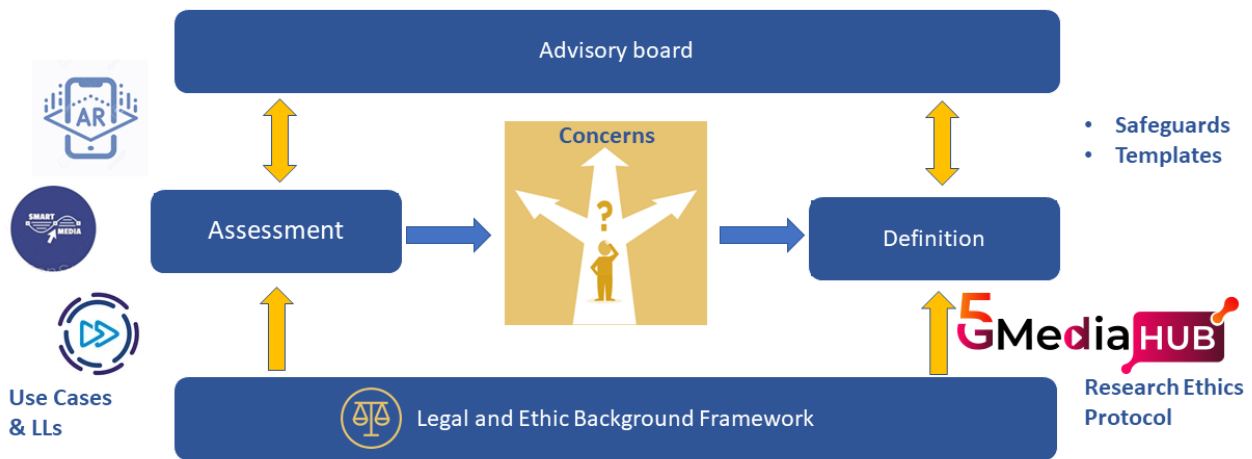 Advisory board
AR
Concerns
• Safeguards
• Templates
?
SMART
MEDIA
Assessment
Definition
5GMediaHUB
Use Cases
& LLs
Legal and Ethic Background Framework
Research Ethics
Protocol